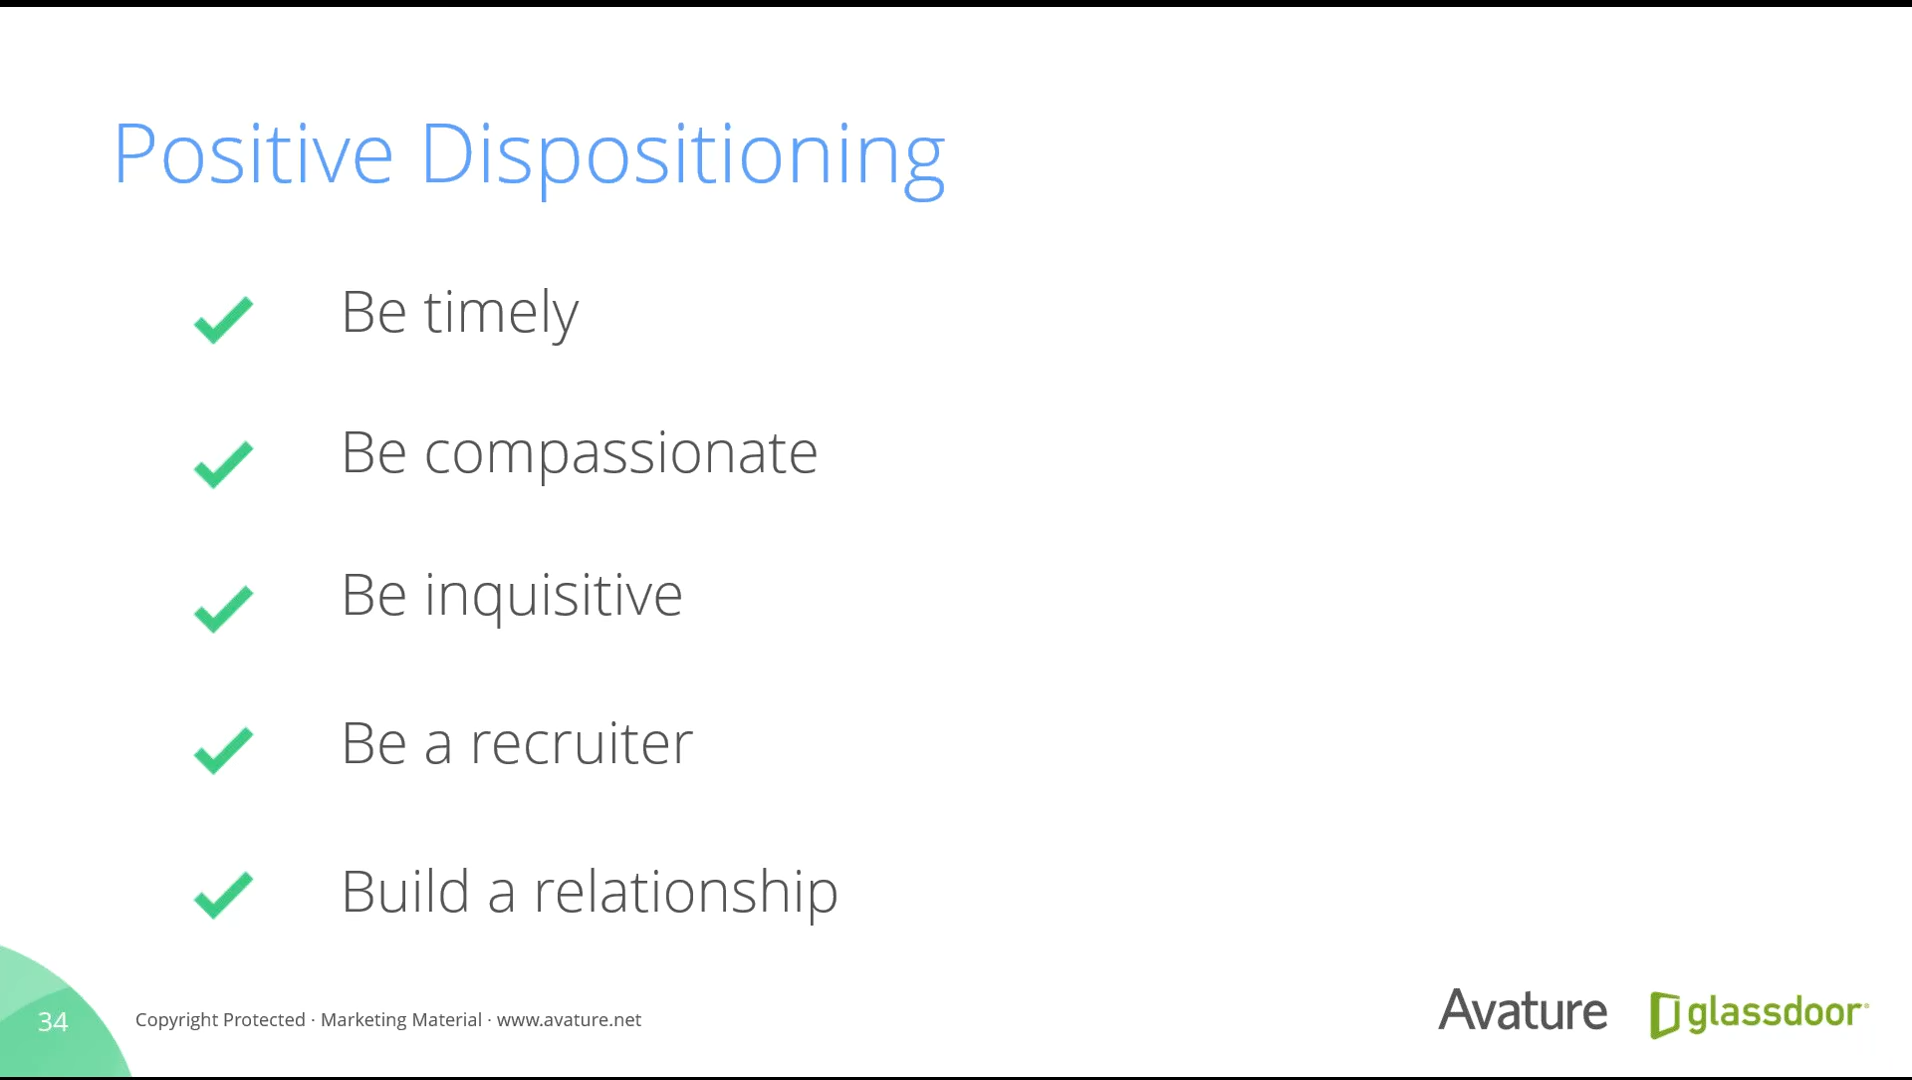 Positive Dispositioning
Be timely
Be compassionate
Be inquisitive
Be a recruiter
Build a relationship
34
Copyright Protected · Marketing Material · www.avature.net
Avature
glassdoor®